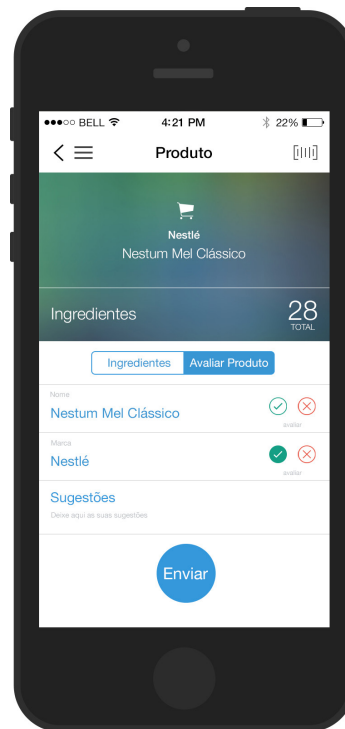 BELL 4:21 PM 22%
Produto
Nestlé
Nestum Mel Clássico
Ingredientes 28
TOTAL
Ingredientes Avaliar Produto
Nome
Nestum Mel Clássico
avaliar
Marca
Nestlé
avaliar
Sugestões
Deixe aqui as suas sugestões
Enviar